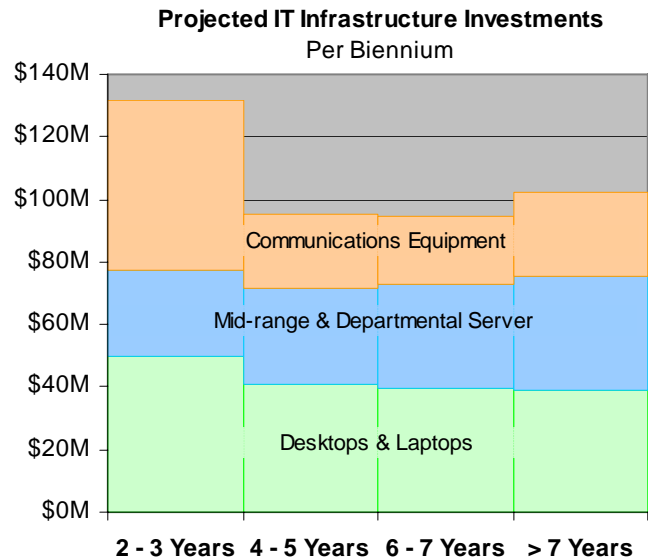 Projected IT Infrastructure Investments
Per Biennium
$140M
$120M
$100M
$80M
$60M
$40M
$20M
$0M
Communications Equipment
Mid-range & Departmental Server
Desktops & Laptops
2 - 3 Years 4 - 5 Years 6 - 7 Years > 7 Years